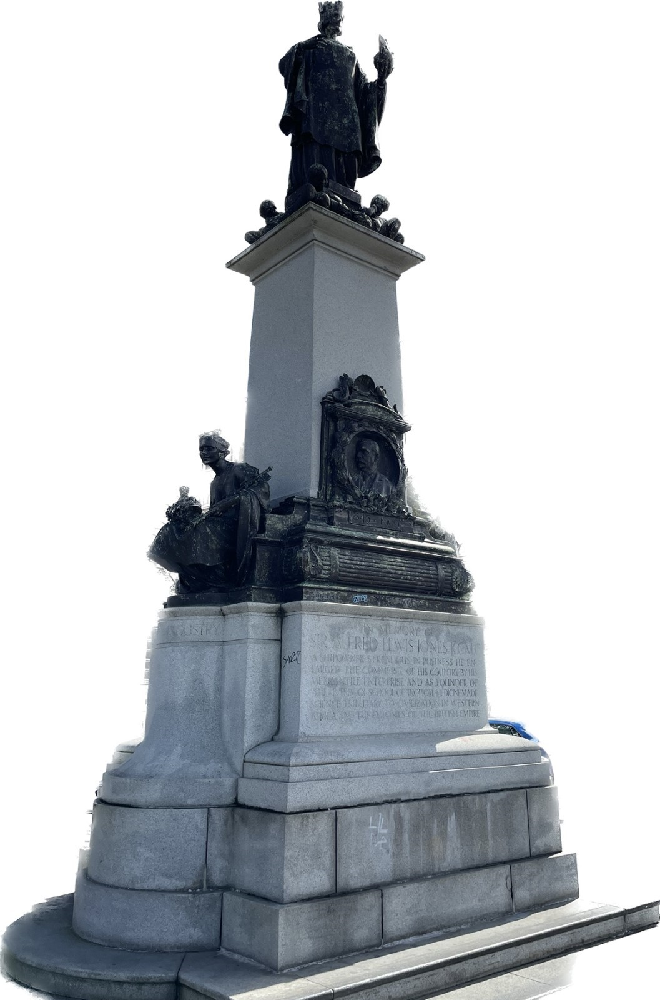 1845 · 1909
INDUSTRY
IN MEMORY OF
SIR ALFRED LEWIS JONES, K.C.M.G.
A SHIPOWNER STRENUOUS IN BUSINESS HE EN-
LARGED THE COMMERCE OF HIS COUNTRY BY HIS
MERCANTILE ENTERPRISE AND AS FOUNDER OF
THE LIVERPOOL SCHOOL OF TROPICAL MEDICINE MADE
SCIENCE TRIBUTARY TO CIVILIZATION IN WESTERN
AFRICA AND THE COLONIES OF THE BRITISH EMPIRE
LIL